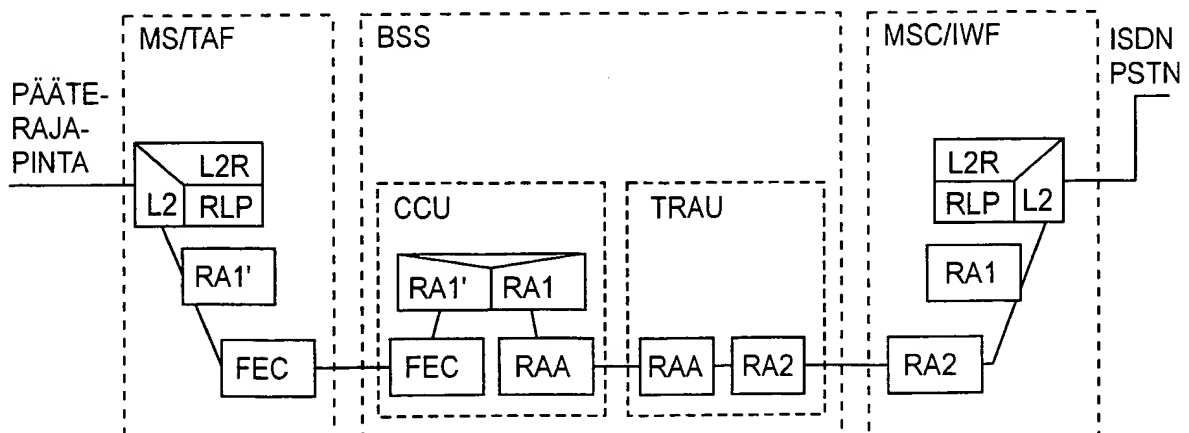 MS/TAF
BSS
MSC/IWF
ISDN
PSTN
PÄÄTE-
RAJA-
PINTA
L2R
L2
RLP
RA1'
FEC
CCU
RA1'
RA1
FEC
RAA
TRAU
RAA
RA2
L2R
RLP
L2
RA1
RA2